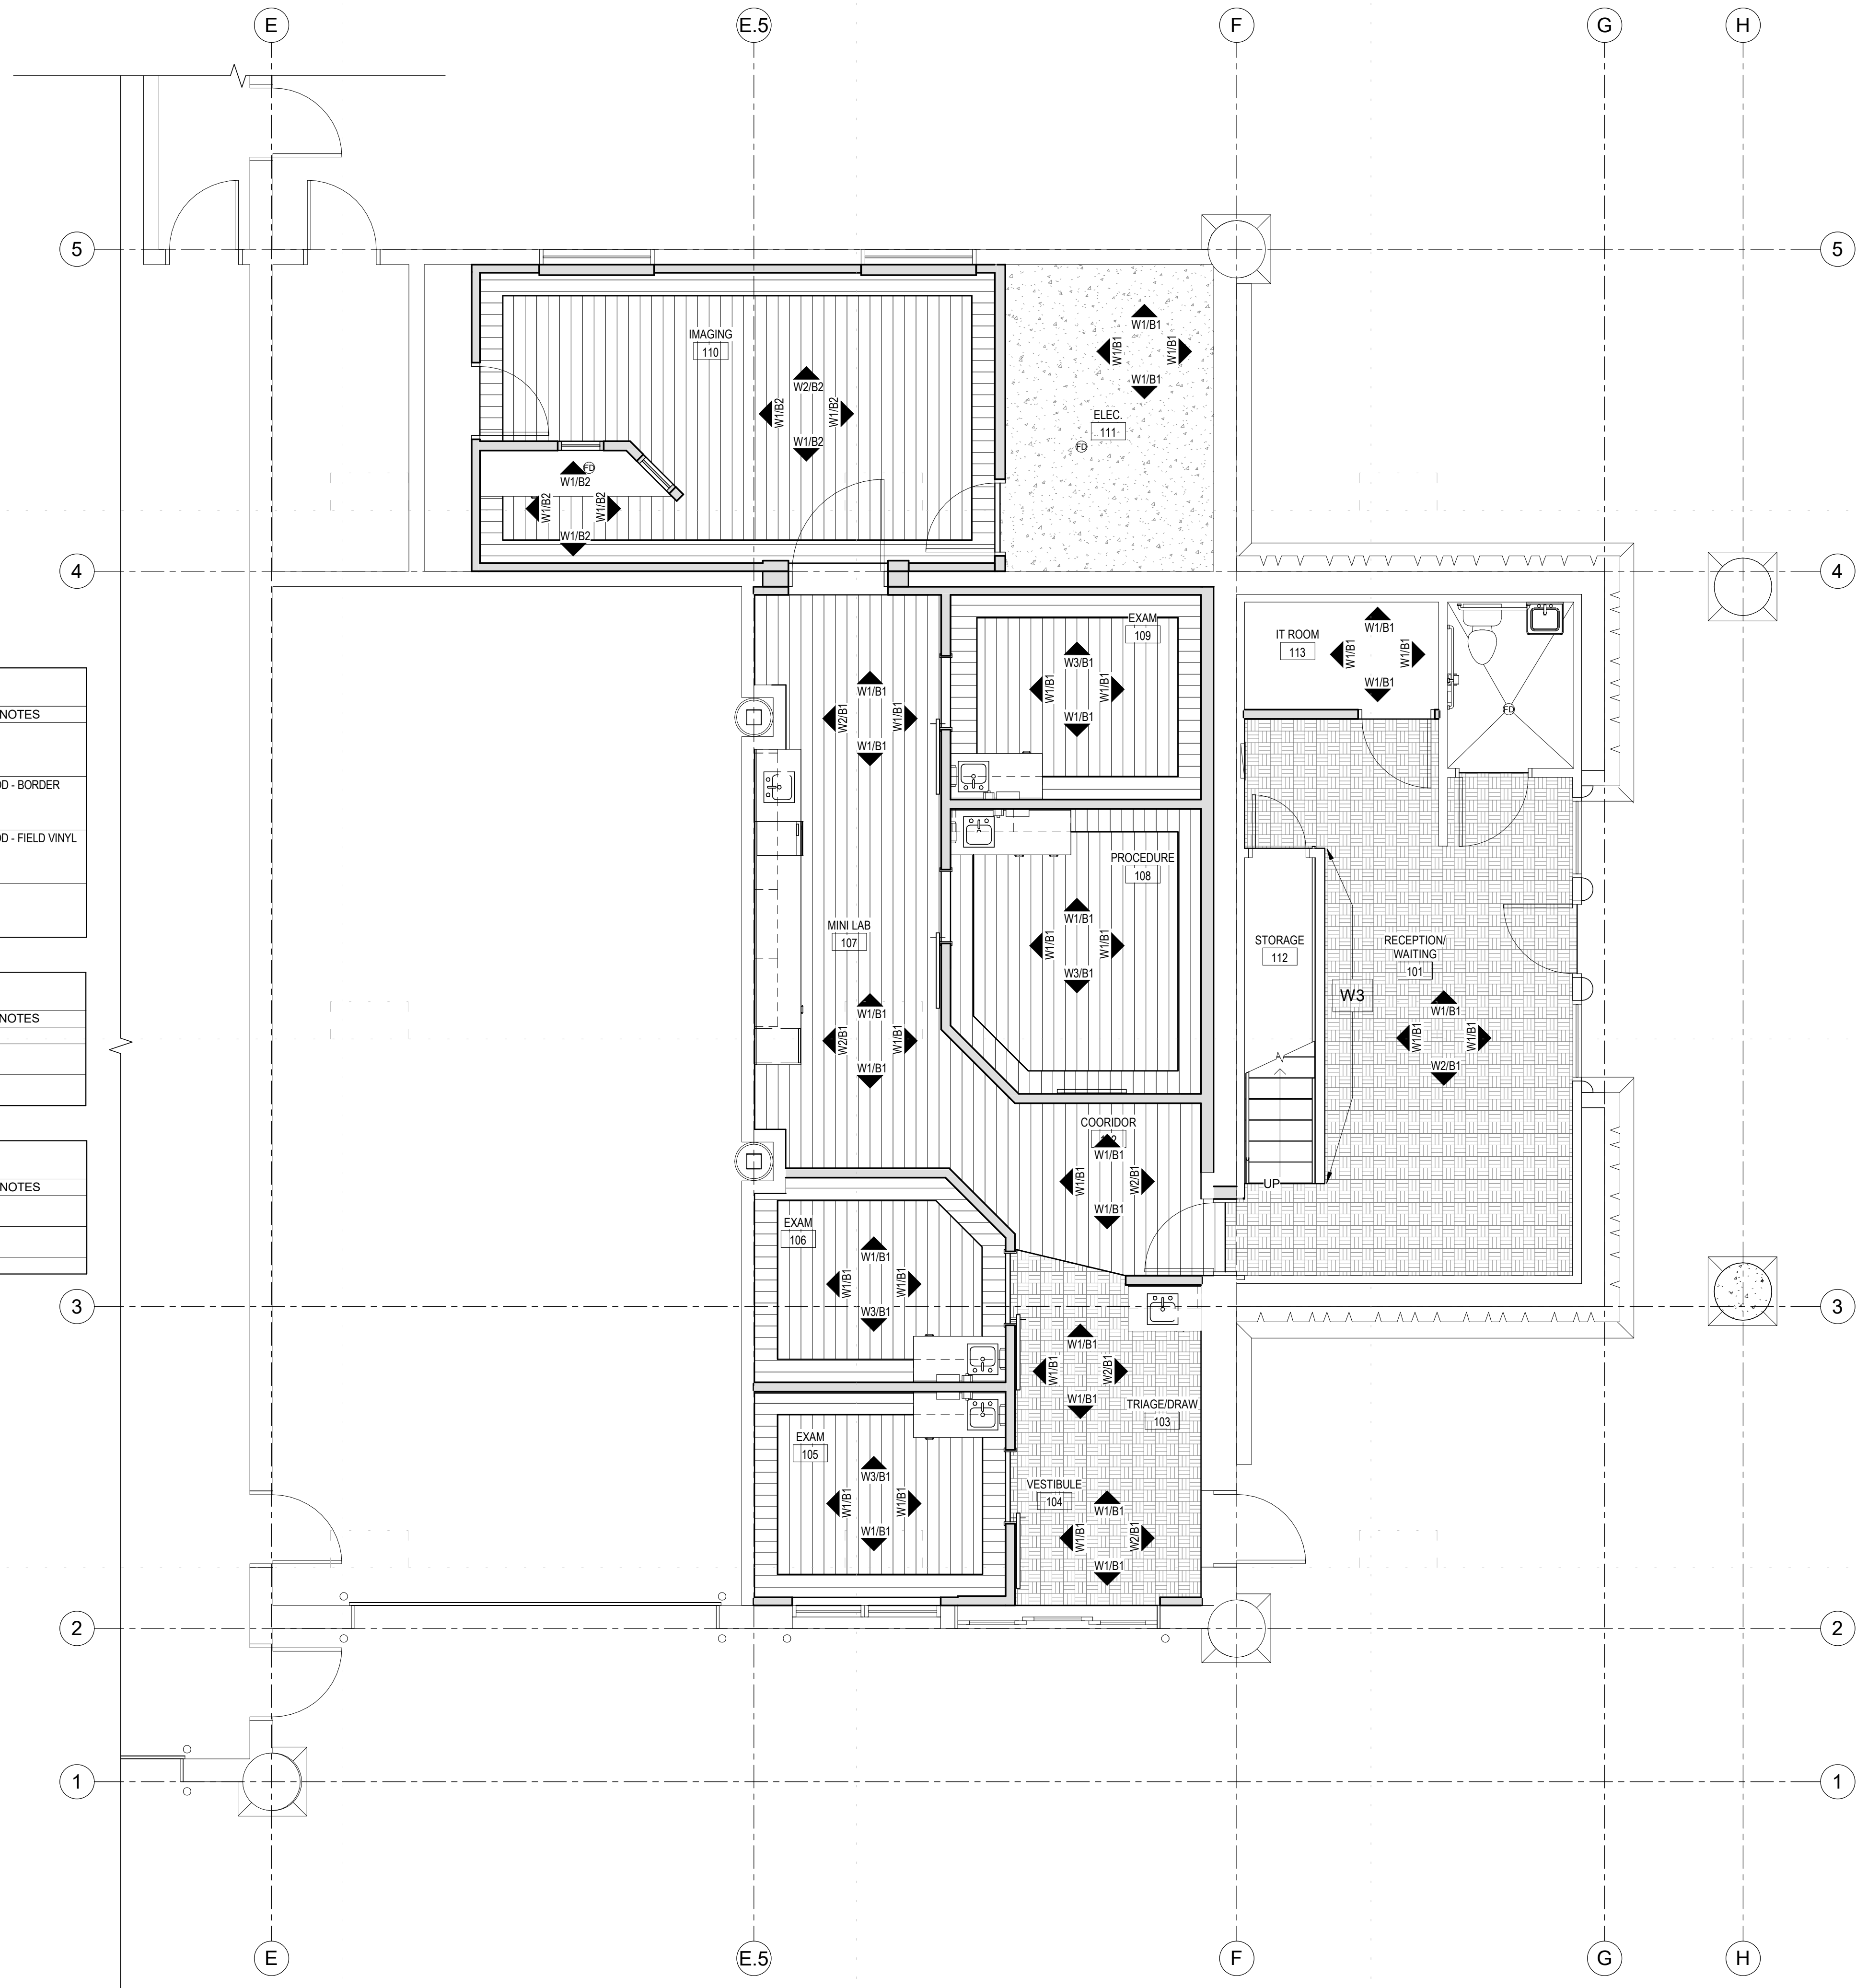 E
E.5
F
G
H
5
5
IMAGING
110
W2/B2
W1/B2
W1/B2
W1/B2
W1/B1
W1/B1
W1/B1
W1/B1
ELEC.
111
FD
FD
W1/B2
W1/B2
W1/B2
W1/B2
4
4
EXAM
109
W3/B1
W1/B1
W1/B1
W1/B1
IT ROOM
113
W1/B1
W1/B1
W1/B1
W1/B1
FD
NOTES
OD - BORDER
OD - FIELD VINYL
W1/B1
W2/B1
W1/B1
W1/B1
PROCEDURE
108
W1/B1
W1/B1
W1/B1
W3/B1
MINI LAB
107
STORAGE
112
RECEPTION/
WAITING
101
W3
W1/B1
W1/B1
W1/B1
W2/B1
NOTES
W1/B1
W2/B1
W1/B1
W1/B1
UP
COORIDOR
W1/B1
W1/B1
W2/B1
W1/B1
NOTES
EXAM
106
W1/B1
W1/B1
W1/B1
W3/B1
3
3
W1/B1
W1/B1
W2/B1
W1/B1
TRIAGE/DRAW
103
EXAM
105
W3/B1
W1/B1
W1/B1
W1/B1
VESTIBULE
104
W1/B1
W1/B1
W2/B1
W1/B1
2
2
1
1
E
E.5
F
G
H